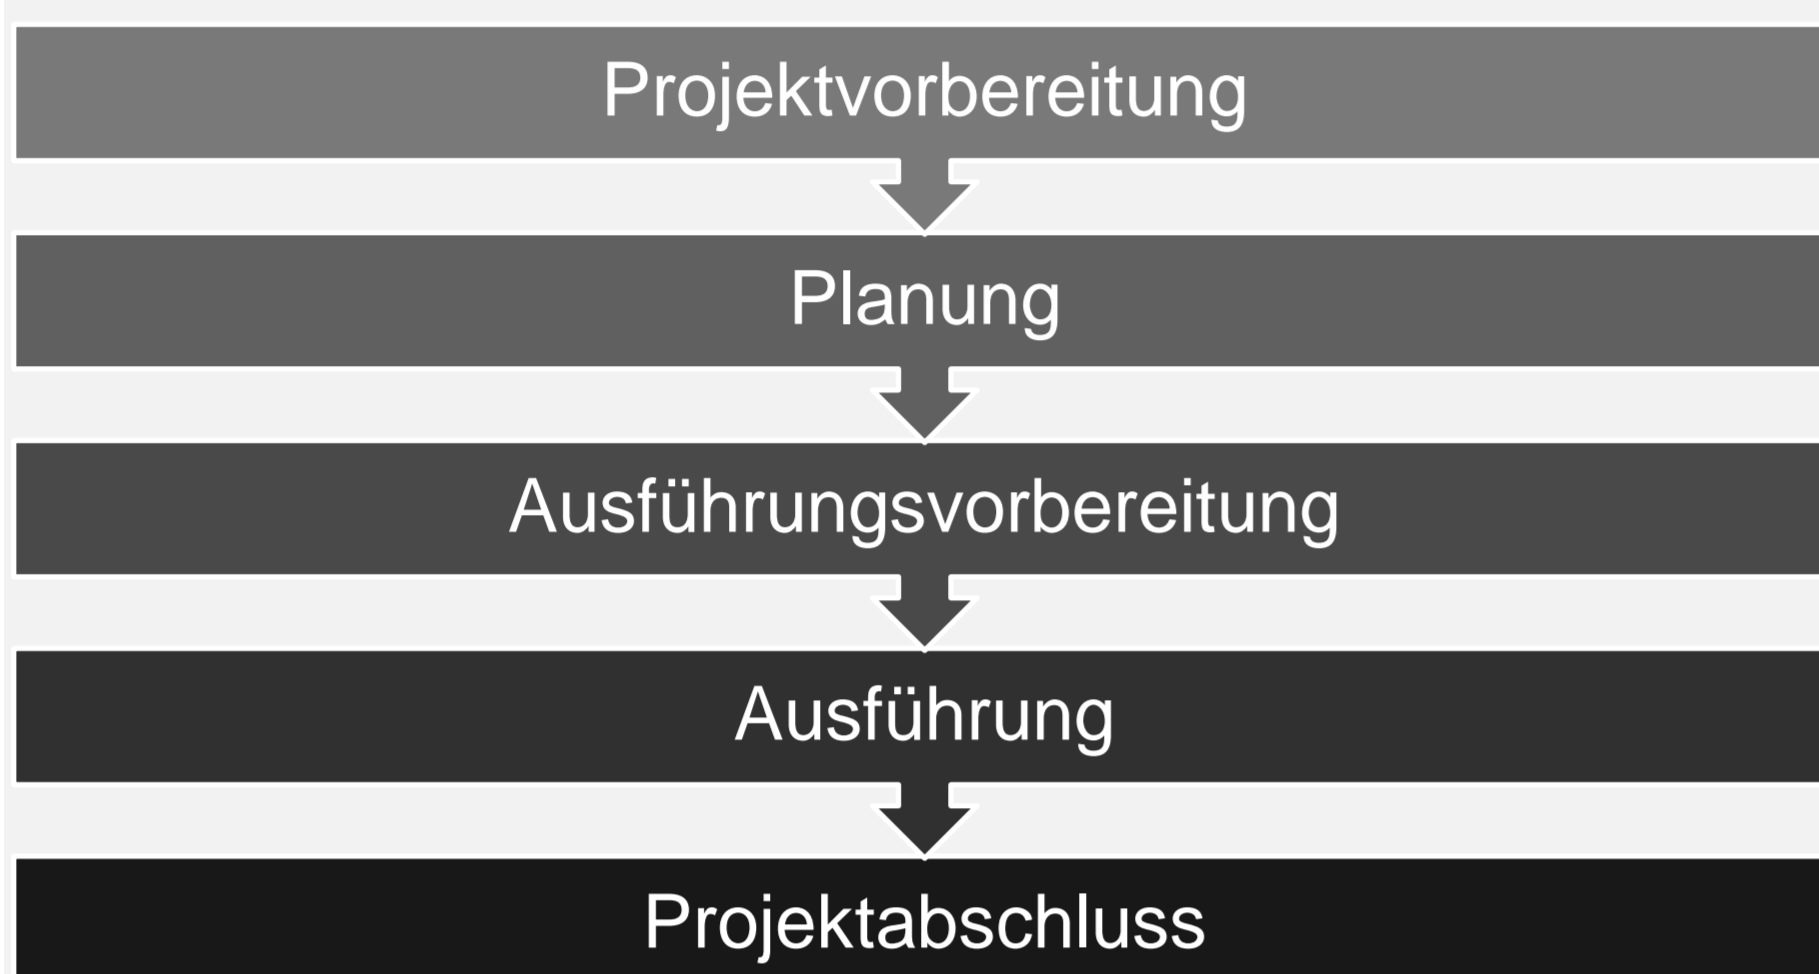 Projektvorbereitung
Planung
Ausführungsvorbereitung
Ausführung
Projektabschluss